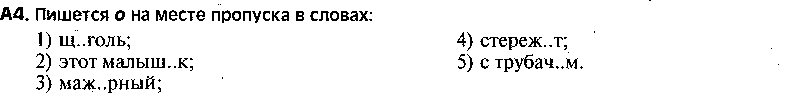 А4. Пишется о на месте пропуска в словах:
1) щ..голь; 4) стереж..т;
2) этот малыш..к; 5) с трубач..м.
3) маж..рный;